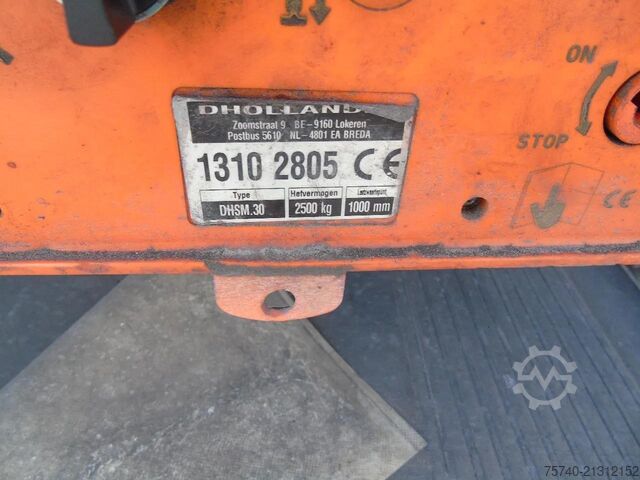 ON
STOP
CE
DHOLLANDIA
Zoomstraat 9 BE-9160 Lokeren
Postbus 5610 NL-4801 EA BREDA
1310 2805 CE
Type Hefvermogen Lastzwaartepunt
DHSM.30 2500 kg 1000 mm
75740-21312152